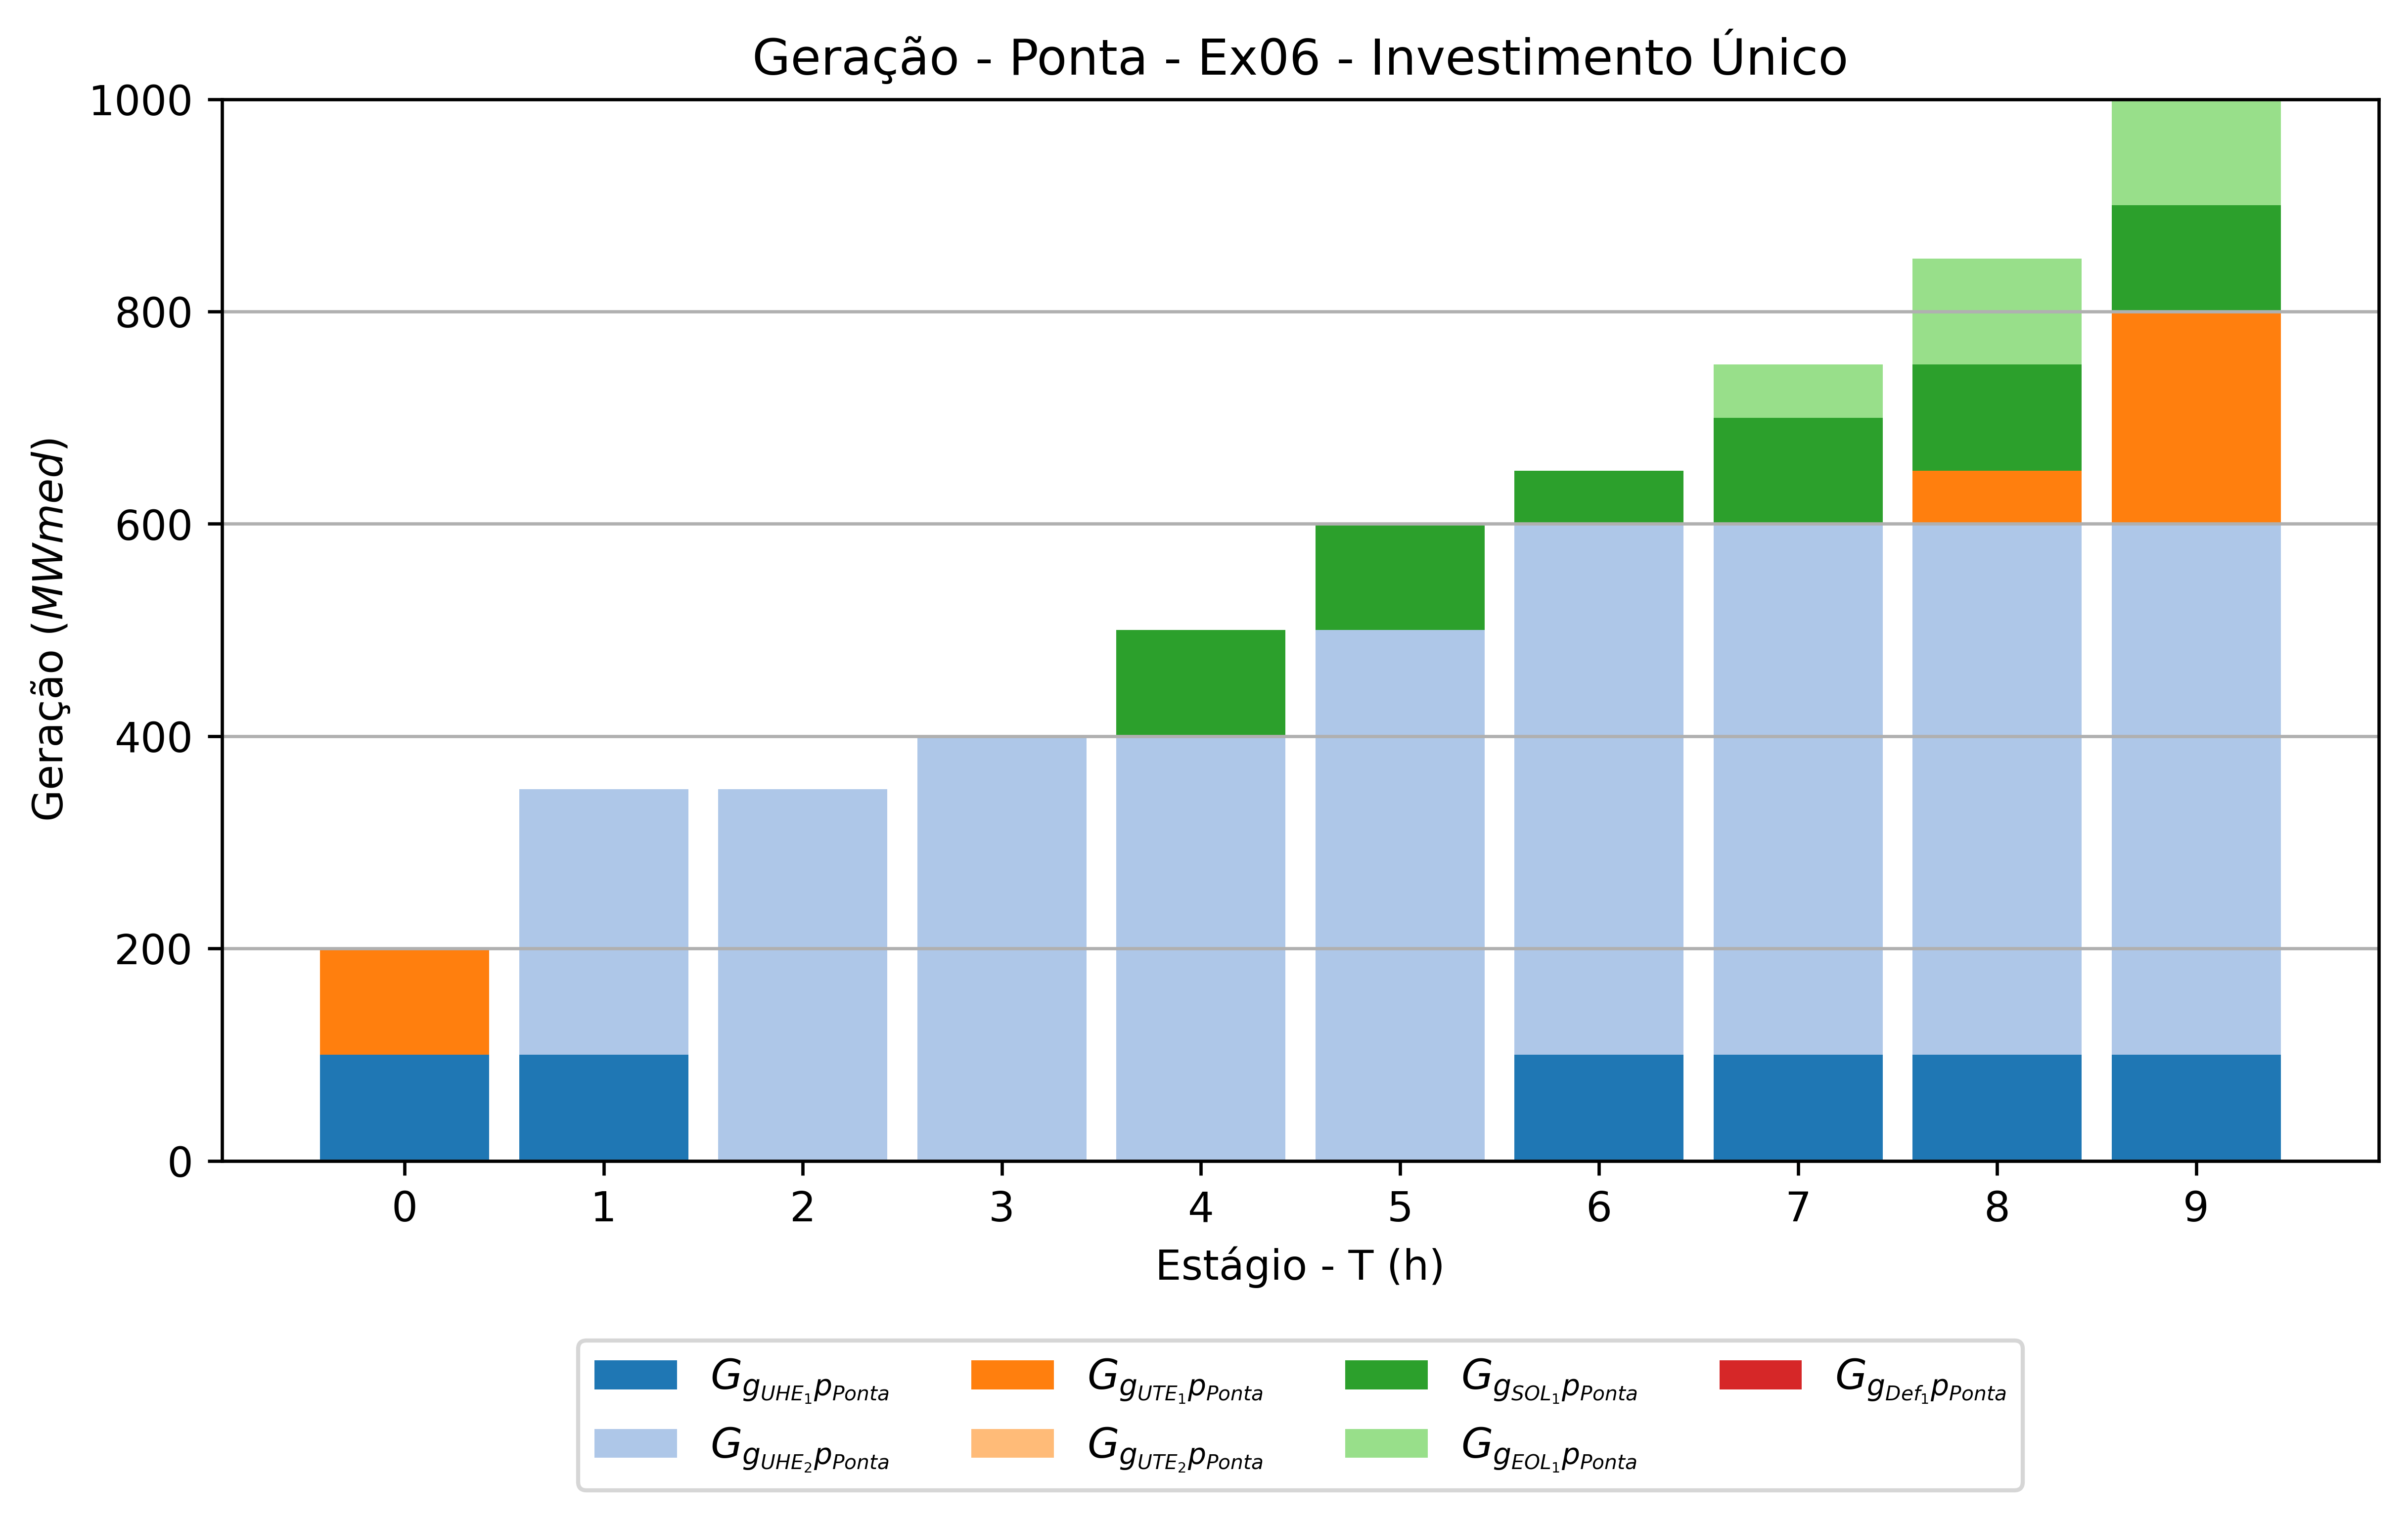 Geração - Ponta - Ex06 - Investimento Único
Geração (MWmed)
1000
800
600
400
200
0
0 1 2 3 4 5 6 7 8 9
Estágio - T (h)
G_{g_{UHE_1}p_{Ponta}} G_{g_{UTE_1}p_{Ponta}} G_{g_{SOL_1}p_{Ponta}} G_{g_{Def_1}p_{Ponta}}
G_{g_{UHE_2}p_{Ponta}} G_{g_{UTE_2}p_{Ponta}} G_{g_{EOL_1}p_{Ponta}}